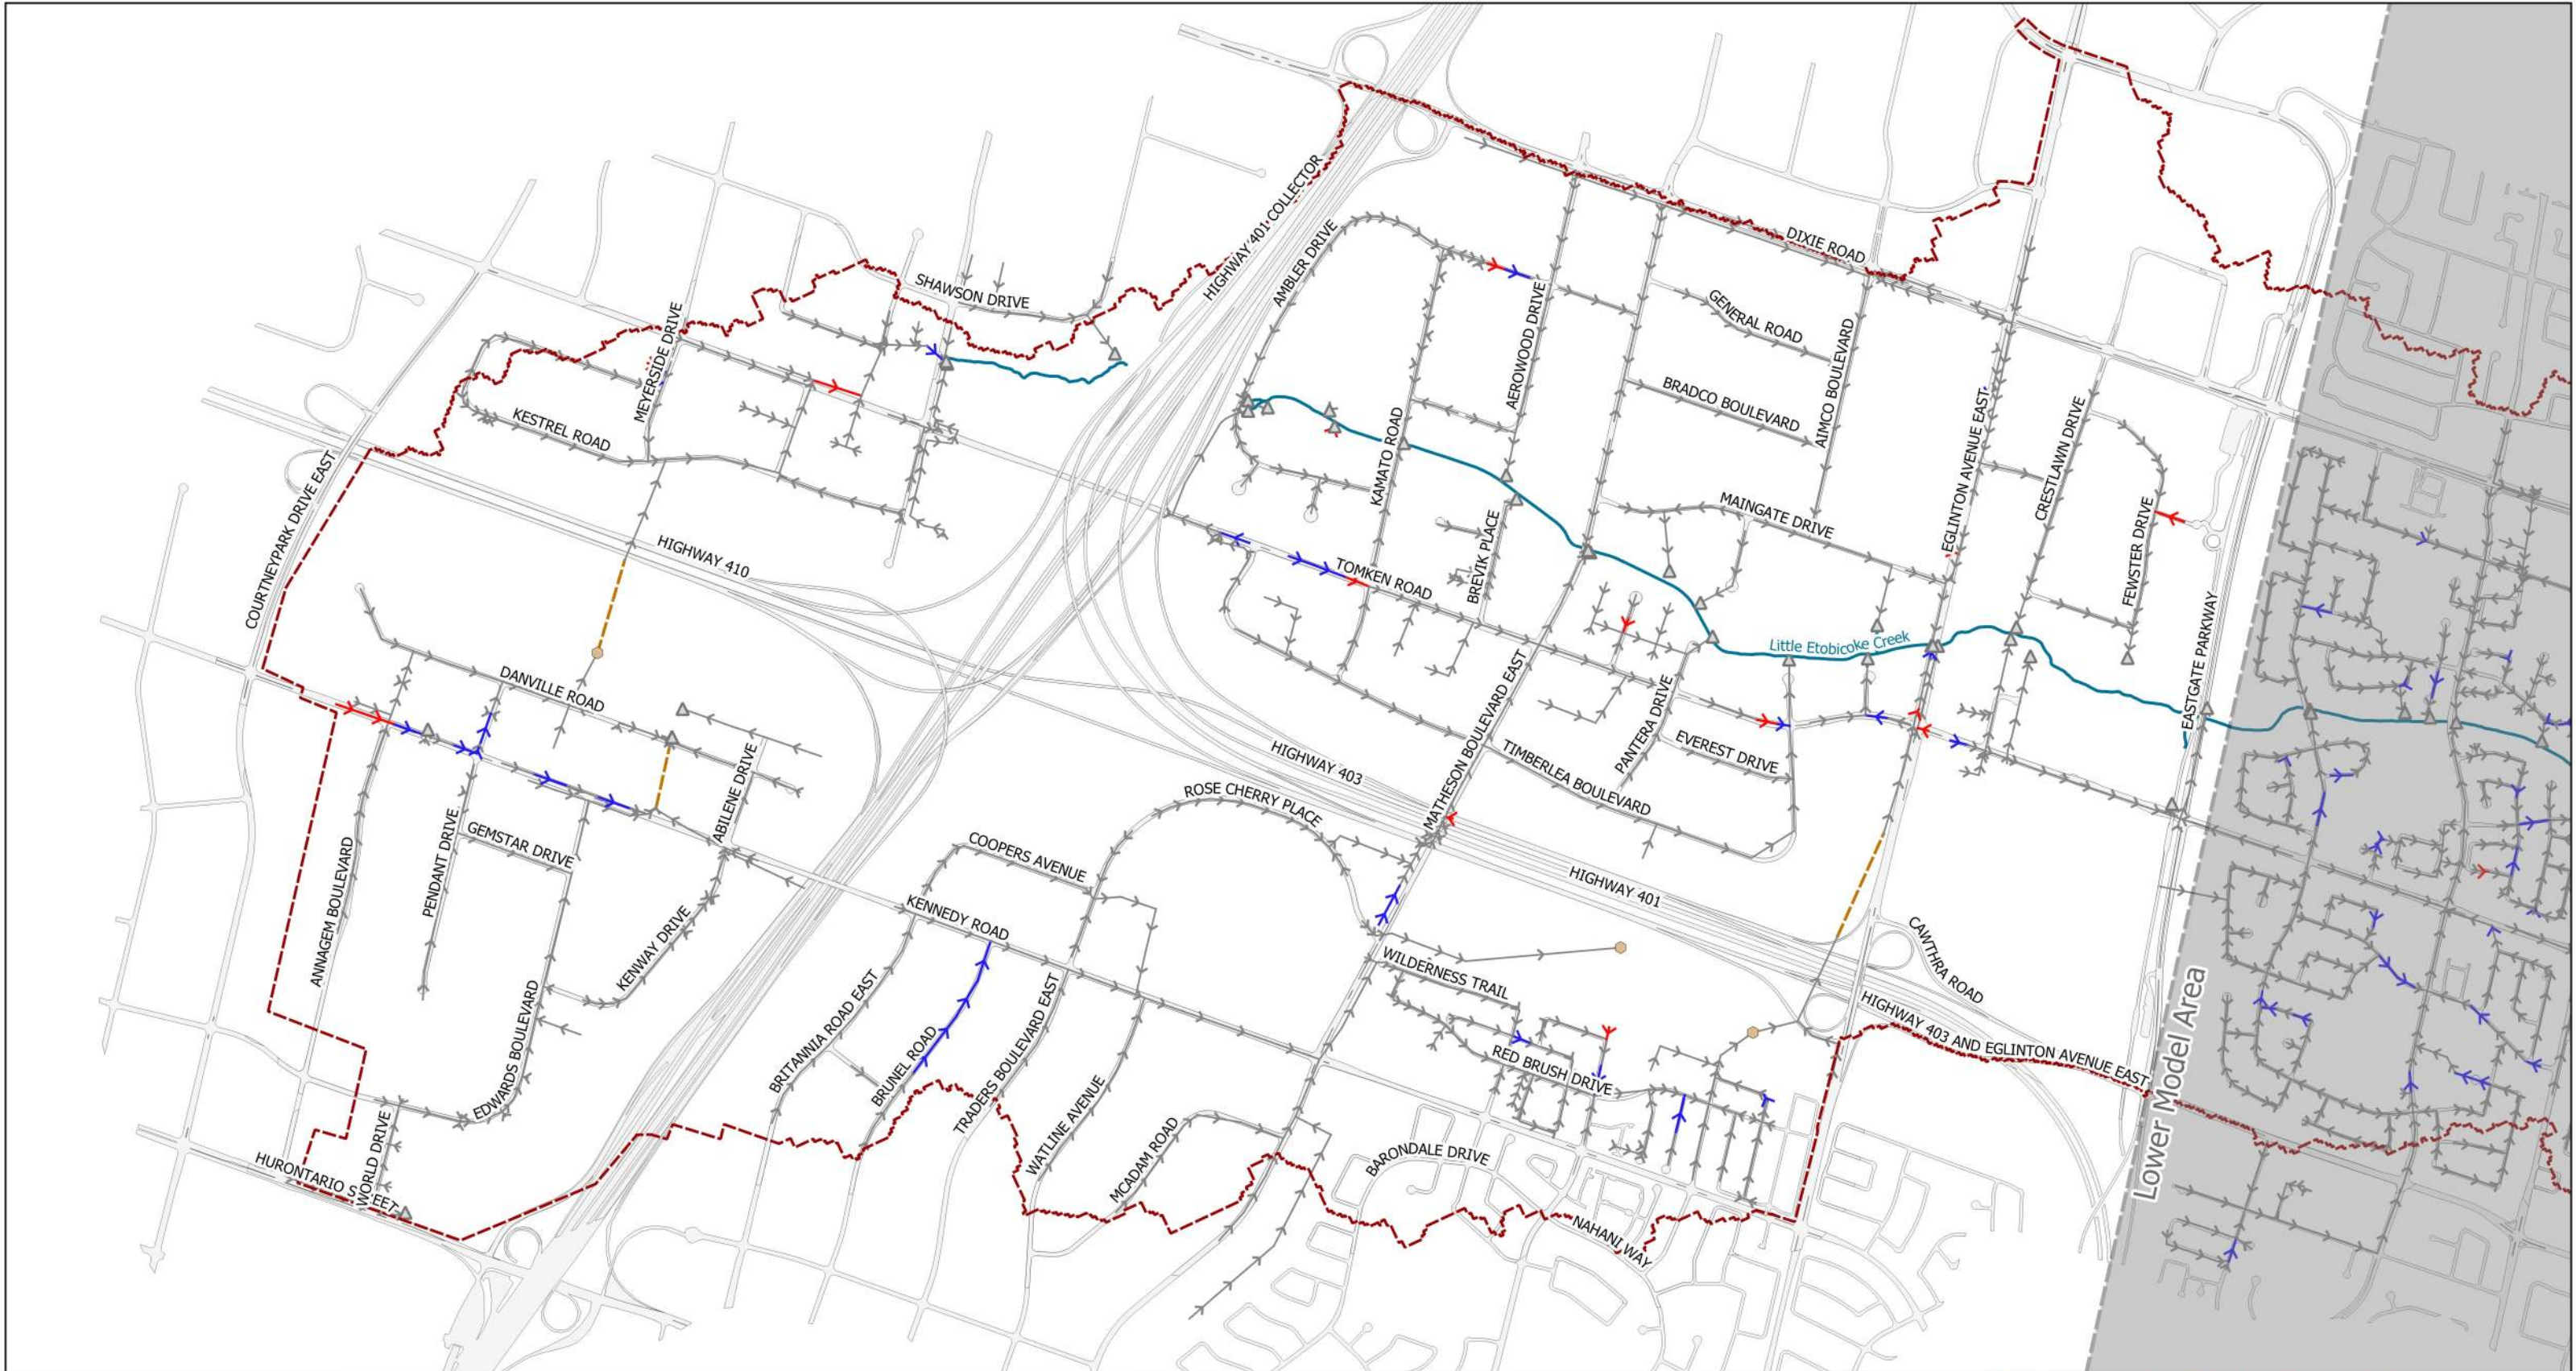 DIXIE ROAD
HIGHWAY 401 COLLECTOR
AMBLER DRIVE
SHAWSON DRIVE
GENERAL ROAD
AEROWOOD DRIVE
MEYERSIDE DRIVE
AIMCO BOULEVARD
BRADCO BOULEVARD
KESTREL ROAD
KAMATO ROAD
EGLINTON AVENUE EAST
CRESTLAWN DRIVE
COURTNEYPARK DRIVE EAST
MAINGATE DRIVE
HIGHWAY 410
BREVIK PLACE
FEWSTER DRIVE
TOMKEN ROAD
Little Etobicoke Creek
EASTGATE PARKWAY
DANVILLE ROAD
PANTERA DRIVE
MATHESON BOULEVARD EAST
EVEREST DRIVE
HIGHWAY 403
TIMBERLEA BOULEVARD
ABILENE DRIVE
ROSE CHERRY PLACE
GEMSTAR DRIVE
PENDANT DRIVE
COOPERS AVENUE
HIGHWAY 401
ANNAGEM BOULEVARD
KENNEDY ROAD
KENWAY DRIVE
CAWTHRA ROAD
WILDERNESS TRAIL
BRITANNIA ROAD EAST
HIGHWAY 403 AND EGLINTON AVENUE EAST
Lower Model Area
EDWARDS BOULEVARD
BRUNEL ROAD
TRADERS BOULEVARD EAST
RED BRUSH DRIVE
WATLINE AVENUE
MCADAM ROAD
BARONDALE DRIVE
WORLD DRIVE
HURONTARIO STREET
NAHANI WAY